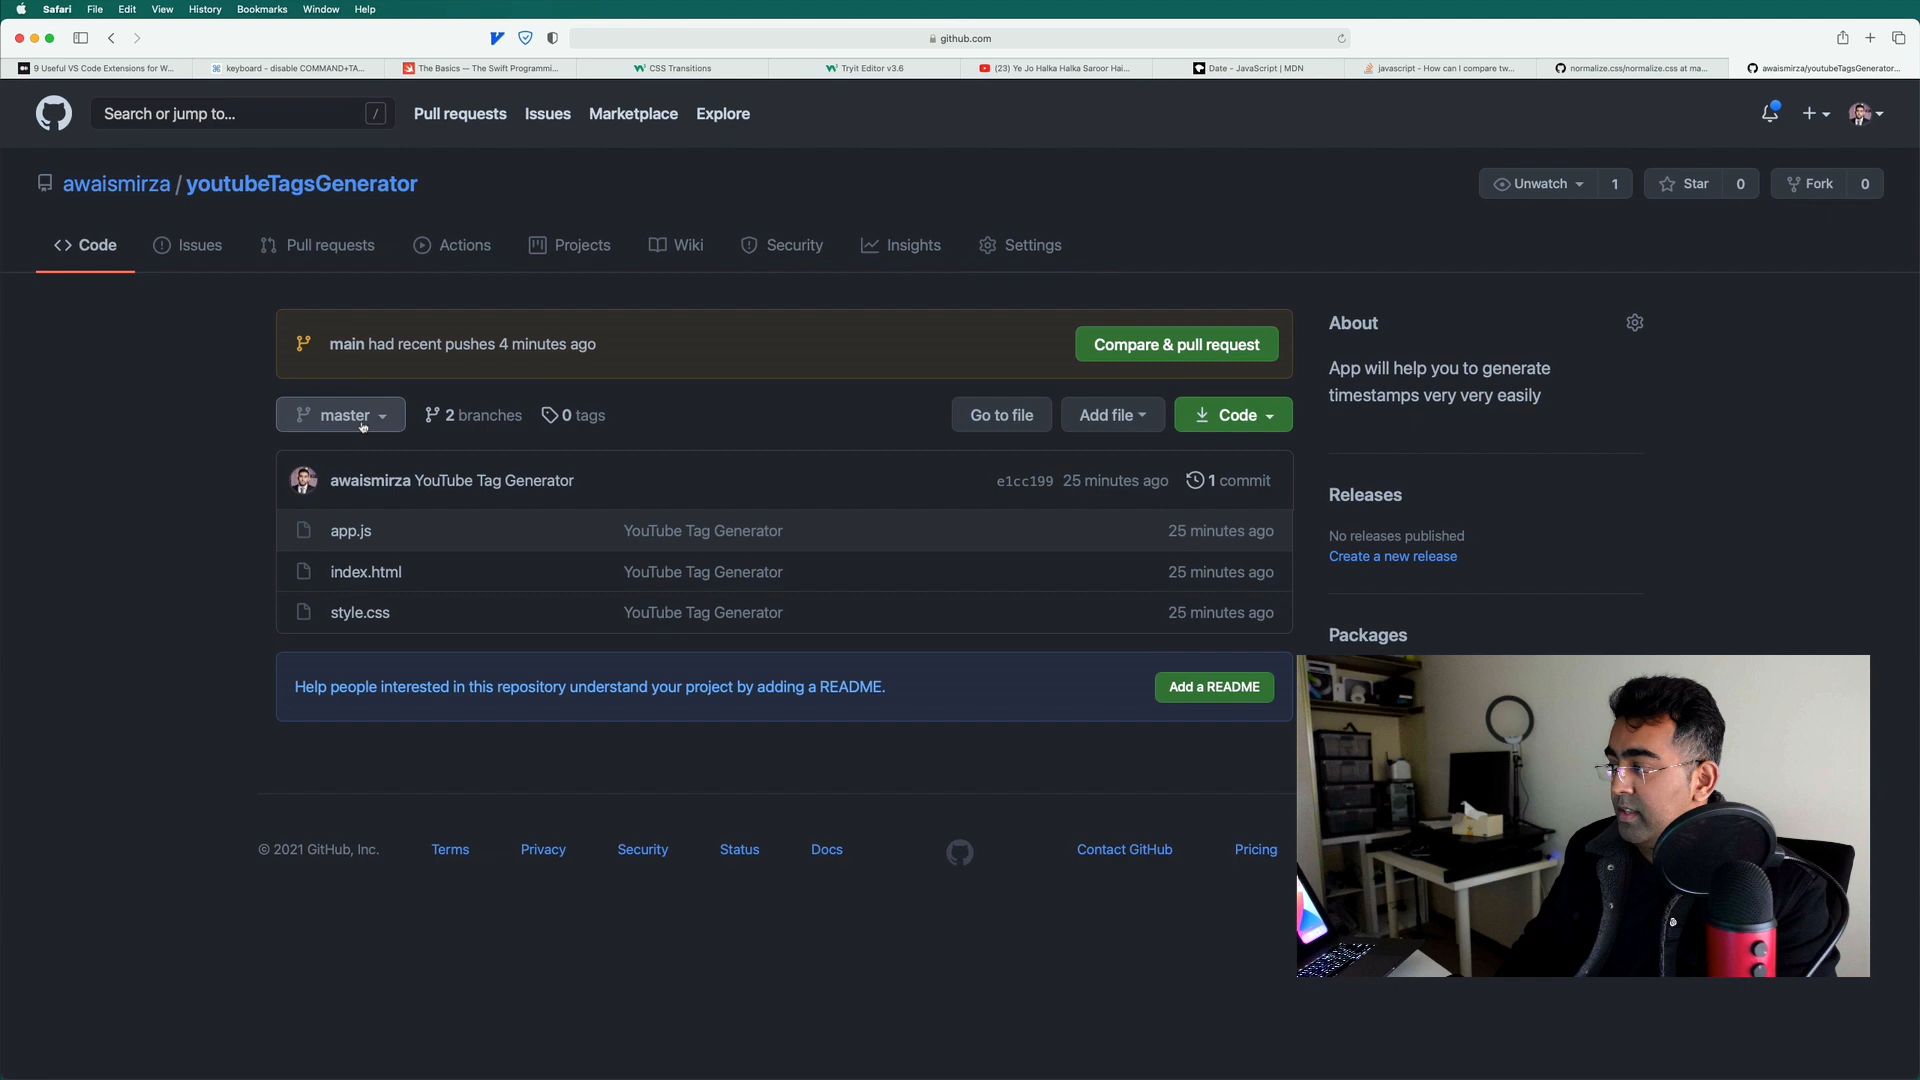 Safari File Edit View History Bookmarks Window Help
github.com
9 Useful VS Code Extensions for W...
keyboard - disable COMMAND+TA...
The Basics — The Swift Programmi...
CSS Transitions
Tryit Editor v3.6
(23) Ye Jo Halka Halka Saroor Hai...
Date - JavaScript | MDN
javascript - How can I compare tw...
normalize.css/normalize.css at ma...
awaismirza/youtubeTagsGenerator...
Search or jump to... /
Pull requests Issues Marketplace Explore
awaismirza / youtubeTagsGenerator
Unwatch 1 Star 0 Fork 0
Code Issues Pull requests Actions Projects Wiki Security Insights Settings
main had recent pushes 4 minutes ago
Compare & pull request
master 2 branches 0 tags
Go to file Add file Code
awaismirza YouTube Tag Generator e1cc199 25 minutes ago 1 commit
app.js YouTube Tag Generator 25 minutes ago
index.html YouTube Tag Generator 25 minutes ago
style.css YouTube Tag Generator 25 minutes ago
Help people interested in this repository understand your project by adding a README.
Add a README
About
App will help you to generate
timestamps very very easily
Releases
No releases published
Create a new release
Packages
© 2021 GitHub, Inc. Terms Privacy Security Status Docs Contact GitHub Pricing